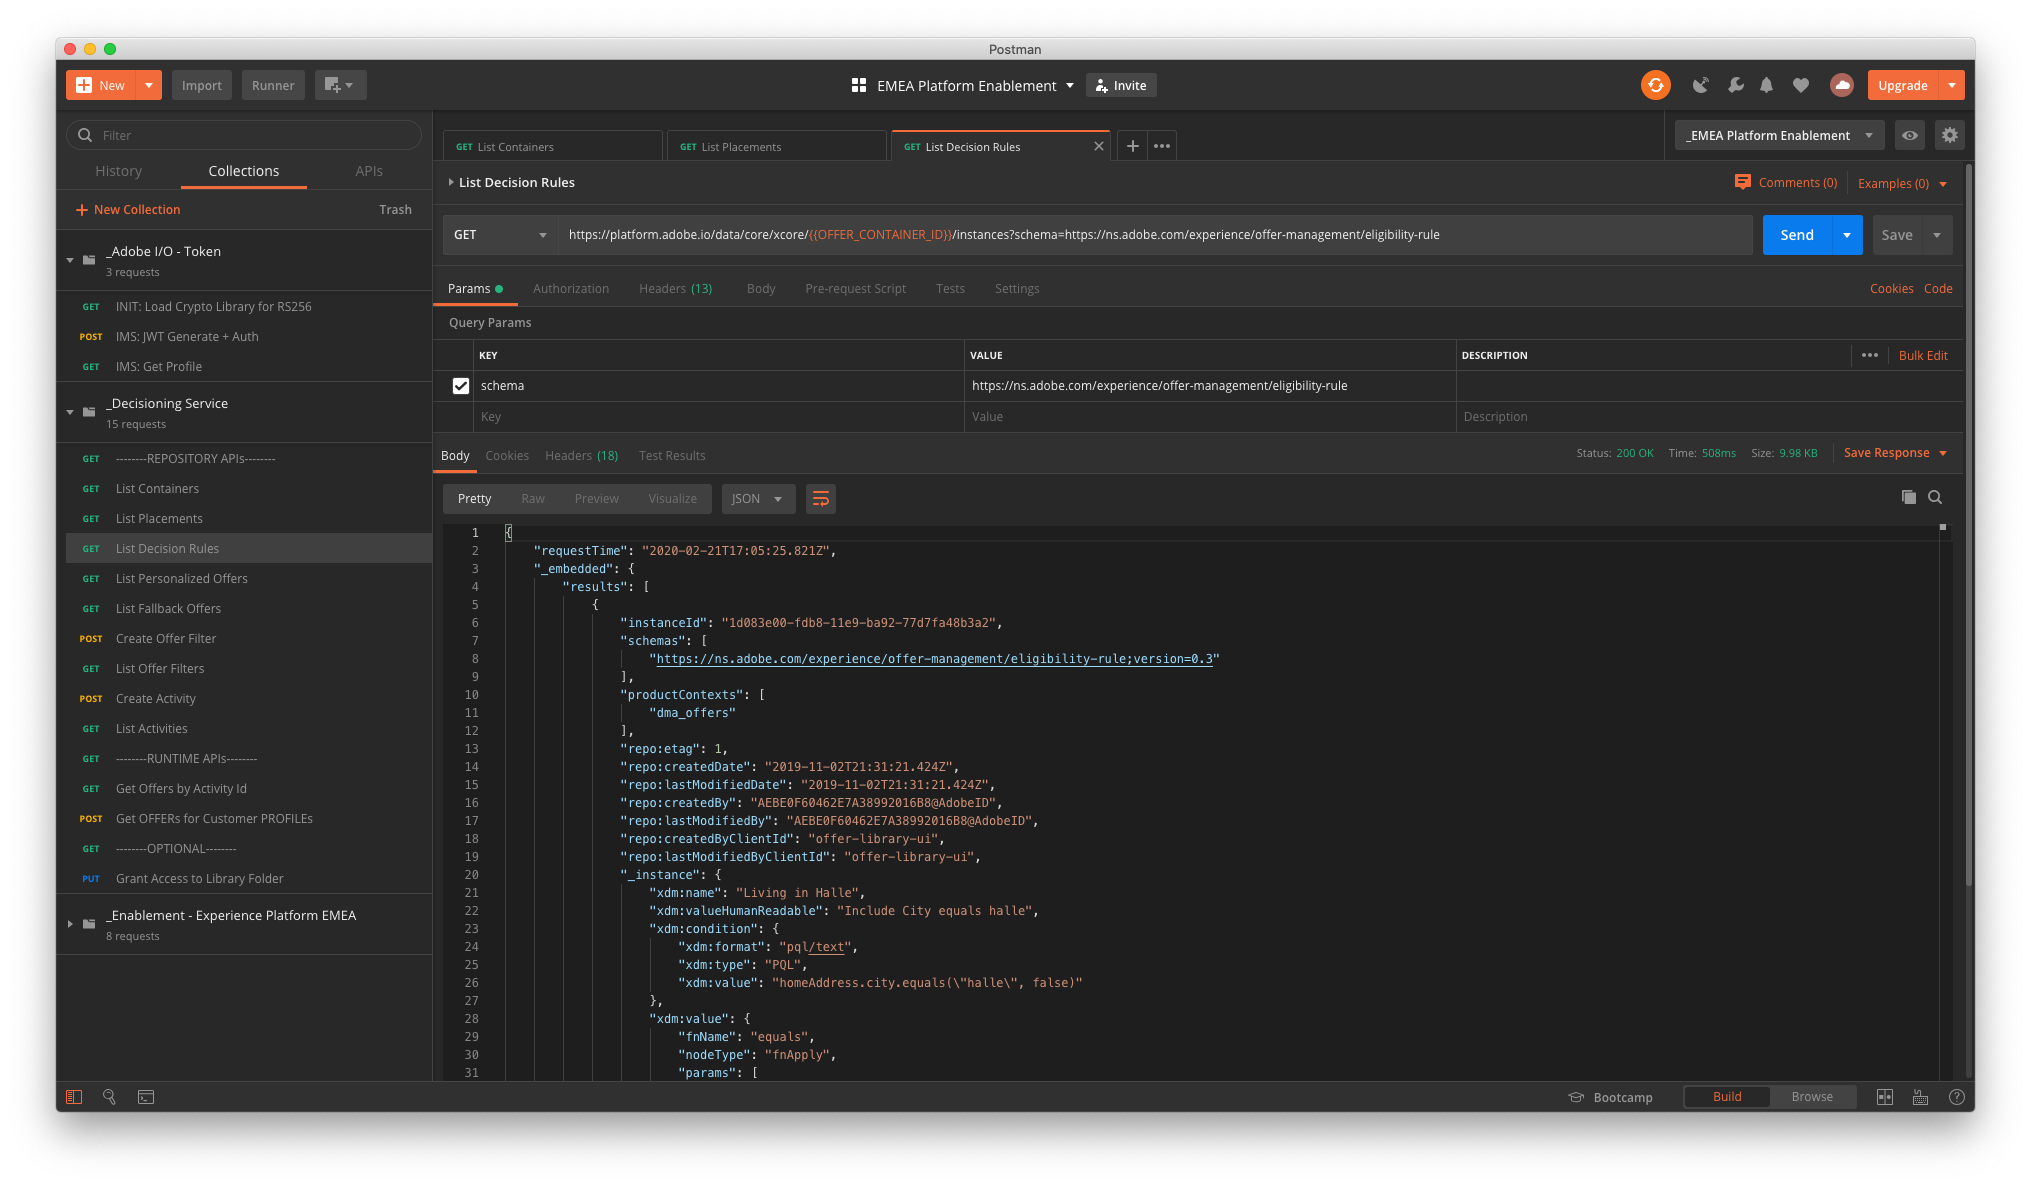 Postman
New
Import
Runner
EMEA Platform Enablement
Invite
Upgrade
Filter
History
Collections
APIs
New Collection
Trash
_Adobe I/O - Token
3 requests
GET INIT: Load Crypto Library for RS256
POST IMS: JWT Generate + Auth
GET IMS: Get Profile
_Decisioning Service
15 requests
GET --------REPOSITORY APIs--------
GET List Containers
GET List Placements
GET List Decision Rules
GET List Personalized Offers
GET List Fallback Offers
POST Create Offer Filter
GET List Offer Filters
POST Create Activity
GET List Activities
GET --------RUNTIME APIs--------
GET Get Offers by Activity Id
POST Get OFFERs for Customer PROFILEs
GET --------OPTIONAL--------
PUT Grant Access to Library Folder
_Enablement - Experience Platform EMEA
8 requests
GET List Containers
GET List Placements
GET List Decision Rules
_EMEA Platform Enablement
List Decision Rules
Comments (0)
Examples (0)
GET
https://platform.adobe.io/data/core/xcore/{{OFFER_CONTAINER_ID}}/instances?schema=https://ns.adobe.com/experience/offer-management/eligibility-rule
Send
Save
Params
Authorization
Headers (13)
Body
Pre-request Script
Tests
Settings
Cookies
Code
Query Params
KEY
VALUE
DESCRIPTION
Bulk Edit
schema
https://ns.adobe.com/experience/offer-management/eligibility-rule
Key
Value
Description
Body
Cookies
Headers (18)
Test Results
Status: 200 OK
Time: 508ms
Size: 9.98 KB
Save Response
Pretty
Raw
Preview
Visualize
JSON
1 {
2 "requestTime": "2020-02-21T17:05:25.821Z",
3 "_embedded": {
4 "results": [
5 {
6 "instanceId": "1d083e00-fdb8-11e9-ba92-77d7fa48b3a2",
7 "schemas": [
8 "https://ns.adobe.com/experience/offer-management/eligibility-rule;version=0.3"
9 ],
10 "productContexts": [
11 "dma_offers"
12 ],
13 "repo:etag": 1,
14 "repo:createdDate": "2019-11-02T21:31:21.424Z",
15 "repo:lastModifiedDate": "2019-11-02T21:31:21.424Z",
16 "repo:createdBy": "AEBE0F60462E7A38992016B8@AdobeID",
17 "repo:lastModifiedBy": "AEBE0F60462E7A38992016B8@AdobeID",
18 "repo:createdByClientId": "offer-library-ui",
19 "repo:lastModifiedByClientId": "offer-library-ui",
20 "_instance": {
21 "xdm:name": "Living in Halle",
22 "xdm:valueHumanReadable": "Include City equals halle",
23 "xdm:condition": {
24 "xdm:format": "pql/text",
25 "xdm:type": "PQL",
26 "xdm:value": "homeAddress.city.equals(\"halle\", false)"
27 },
28 "xdm:value": {
29 "fnName": "equals",
30 "nodeType": "fnApply",
31 "params": [
Bootcamp
Build
Browse